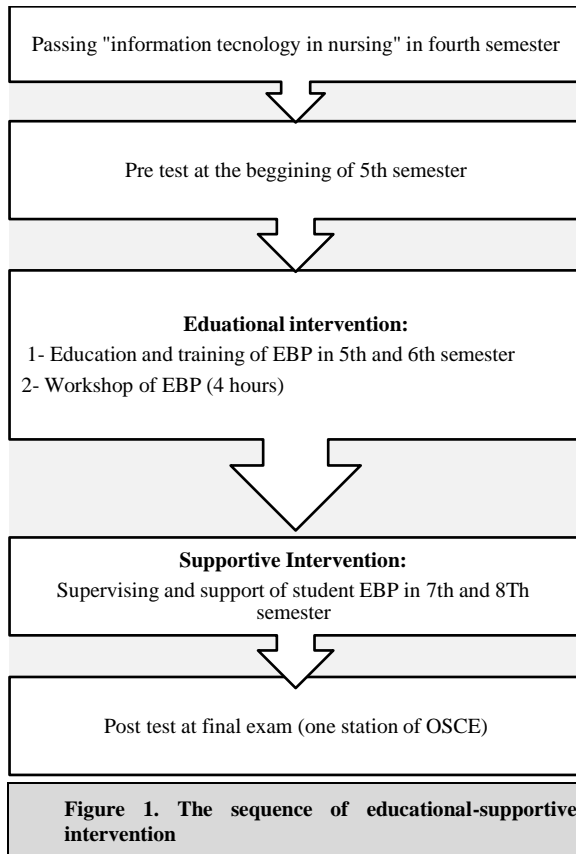 Passing "information tecnology in nursing" in fourth semester
Pre test at the beggining of 5th semester
Eduational intervention:
1- Education and training of EBP in 5th and 6th semester
2- Workshop of EBP (4 hours)
Supportive Intervention:
Supervising and support of student EBP in 7th and 8Th
semester
Post test at final exam (one station of OSCE)
Figure 1. The sequence of educational-supportive
intervention